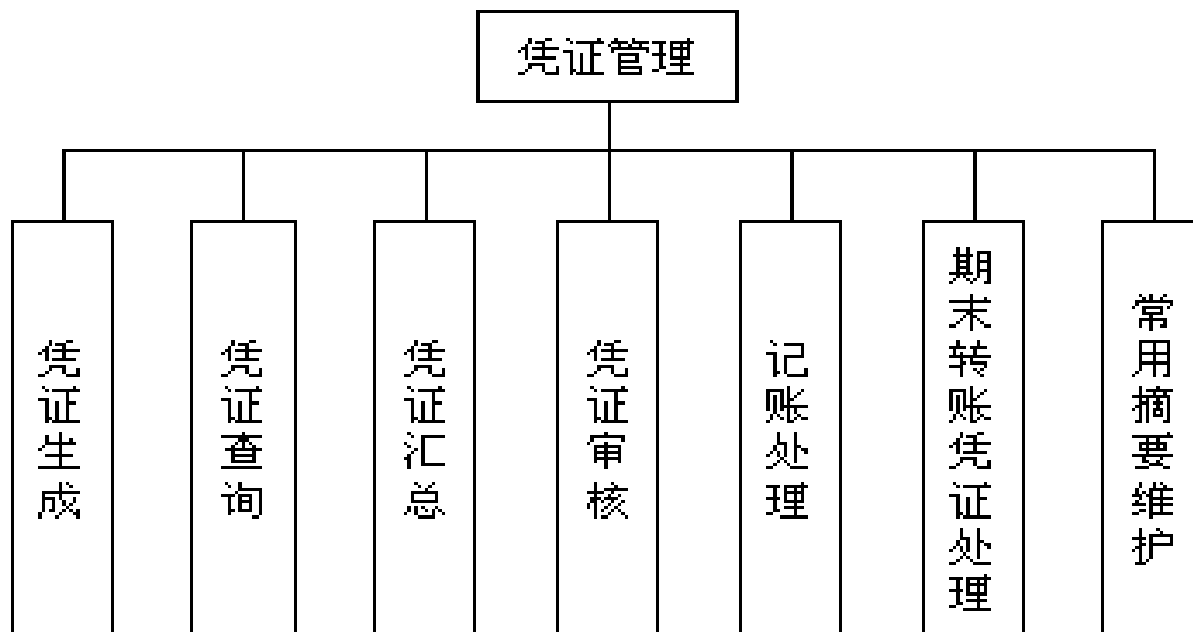 凭证管理
凭证生成
凭证查询
凭证汇总
凭证审核
记账处理
期末转账凭证处理
常用摘要维护